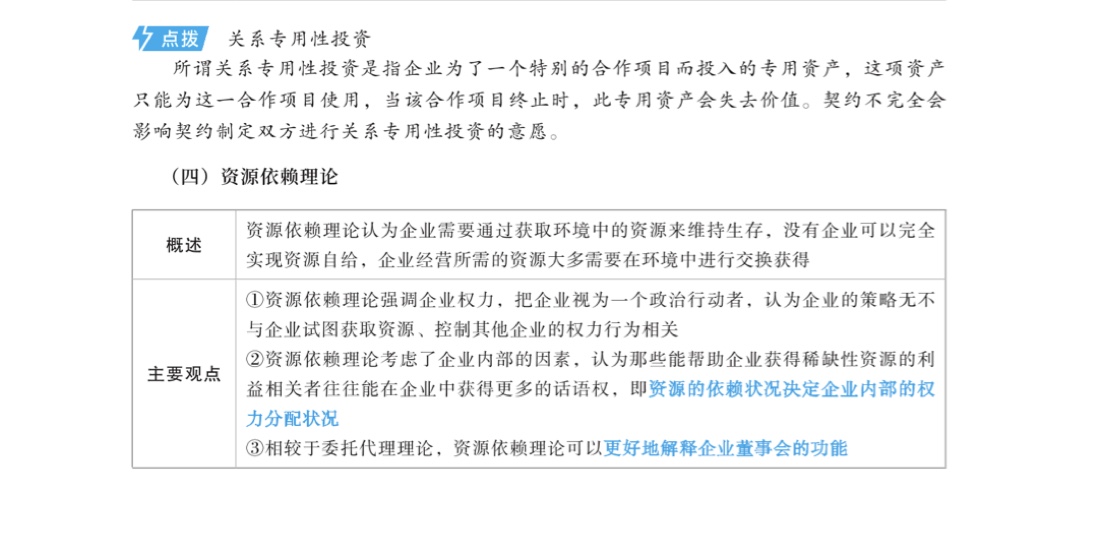 点拨 关系专用性投资
所谓关系专用性投资是指企业为了一个特别的合作项目而投入的专用资产，这项资产
只能为这一合作项目使用，当该合作项目终止时，此专用资产会失去价值。契约不完全会
影响契约制定双方进行关系专用性投资的意愿。
（四）资源依赖理论
概述
资源依赖理论认为企业需要通过获取环境中的资源来维持生存，没有企业可以完全
实现资源自给，企业经营所需的资源大多需要在环境中进行交换获得
主要观点
①资源依赖理论强调企业权力，把企业视为一个政治行动者，认为企业的策略无不
与企业试图获取资源、控制其他企业的权力行为相关
②资源依赖理论考虑了企业内部的因素，认为那些能帮助企业获得稀缺性资源的利
益相关者往往能在企业中获得更多的话语权，即资源的依赖状况决定企业内部的权
力分配状况
③相较于委托代理理论，资源依赖理论可以更好地解释企业董事会的功能